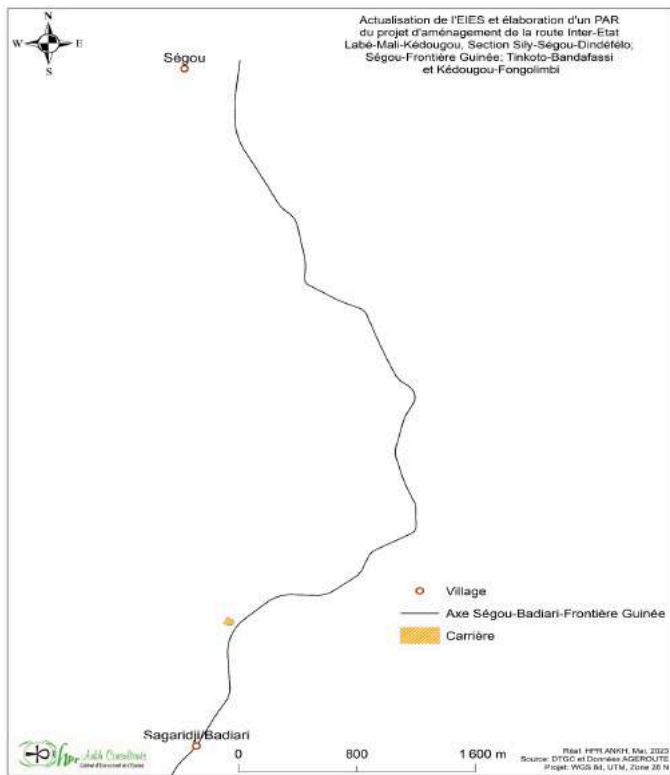 Actualisation de l'EIES et élaboration d'un PAR
du projet d'aménagement de la route Inter-Etat
Labé-Mali-Kédougou, Section Sily-Ségou-Dindéfélo;
Ségou-Frontière Guinée; Tinkoto-Bandafassi
et Kédougou-Fongolimbi
N
W E
S
Ségou
Village
Axe Ségou-Badiari-Frontière Guinée
Carrière
Sagaridji/Badiari
hpr Ankh Consultants
0 800 1 600 m
Réal: HPR ANKH, Mai, 2023
Source: DTGC et Données AGEROUTE
Projet: WGS 84, UTM, Zone 28 N